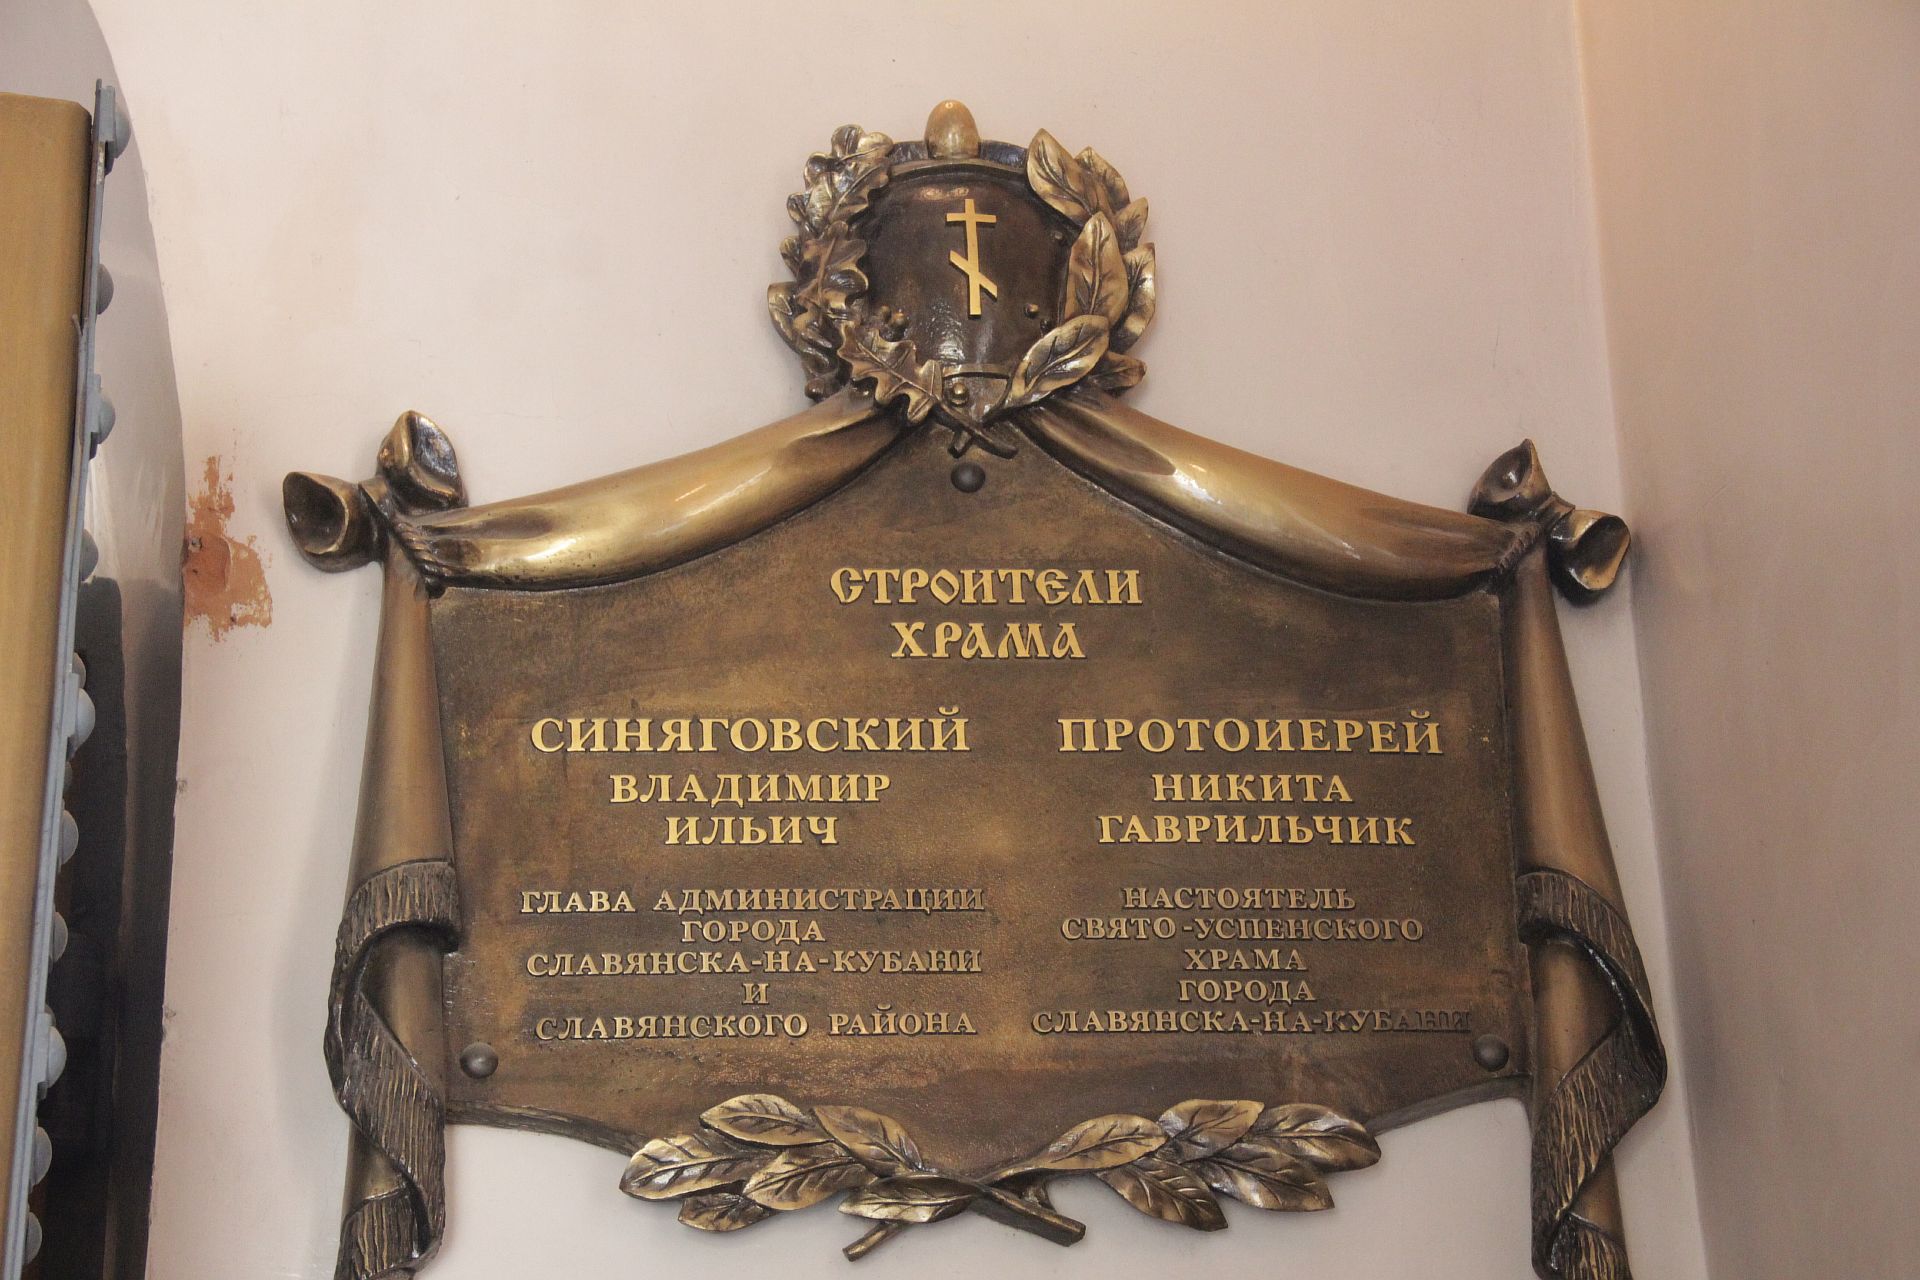 СТРОИТЕЛИ
ХРАМА
СИНЯГОВСКИЙ
ВЛАДИМИР
ИЛЬИЧ
ГЛАВА АДМИНИСТРАЦИИ
ГОРОДА
СЛАВЯНСКА-НА-КУБАНИ
И
СЛАВЯНСКОГО РАЙОНА
ПРОТОИЕРЕЙ
НИКИТА
ГАВРИЛЬЧИК
НАСТОЯТЕЛЬ
СВЯТО-УСПЕНСКОГО
ХРАМА
ГОРОДА
СЛАВЯНСКА-НА-КУБАНИ